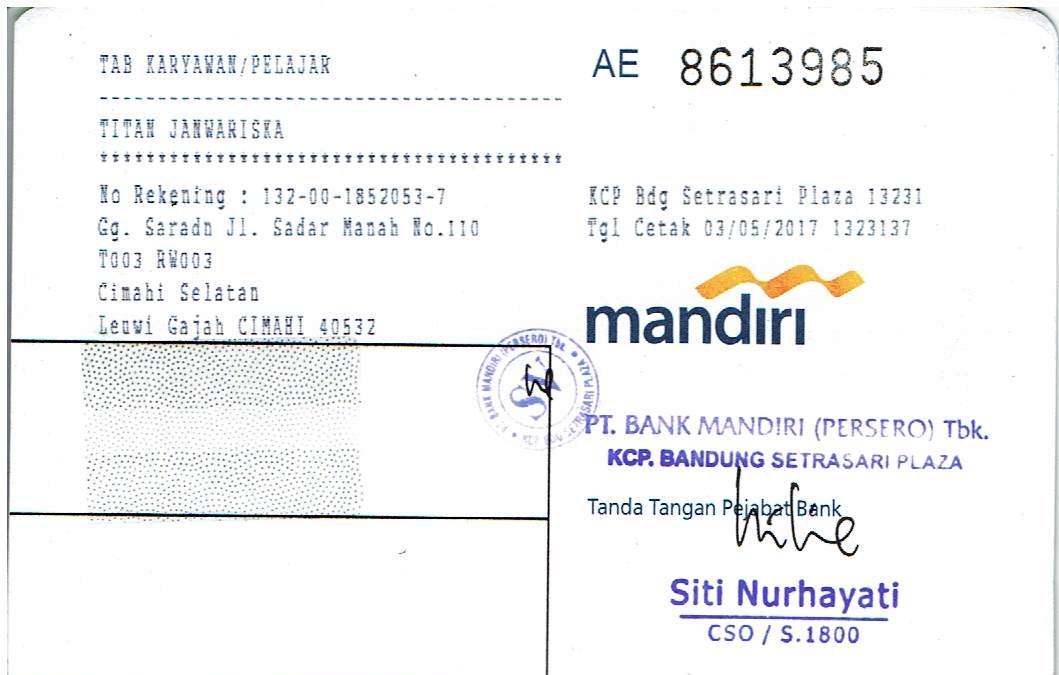 TAB KARYAWAN/PELAJAR
----------------------------------------
TITAN JANWARISKA
****************************************
No Rekening : 132-00-1852053-7
Gg. Saradn Jl. Sadar Manah No.110
T003 RW003
Cimahi Selatan
Leuwi Gajah CIMAHI 40532
AE 8613985
KCP Bdg Setrasari Plaza 13231
Tgl Cetak 03/05/2017 1323137
mandırı
PT. BANK MANDIRI (PERSERO) Tbk. • KCP BDG SETRASARI PLAZA •
PT. BANK MANDIRI (PERSERO) Tbk.
KCP. BANDUNG SETRASARI PLAZA
Tanda Tangan Pejabat Bank
Siti Nurhayati
CSO / S.1800